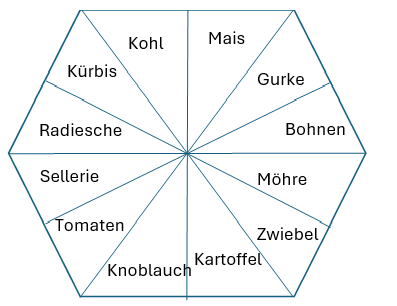 Kohl
Mais
Kürbis
Gurke
Radiesche
Bohnen
Sellerie
Möhre
Tomaten
Zwiebel
Knoblauch
Kartoffel